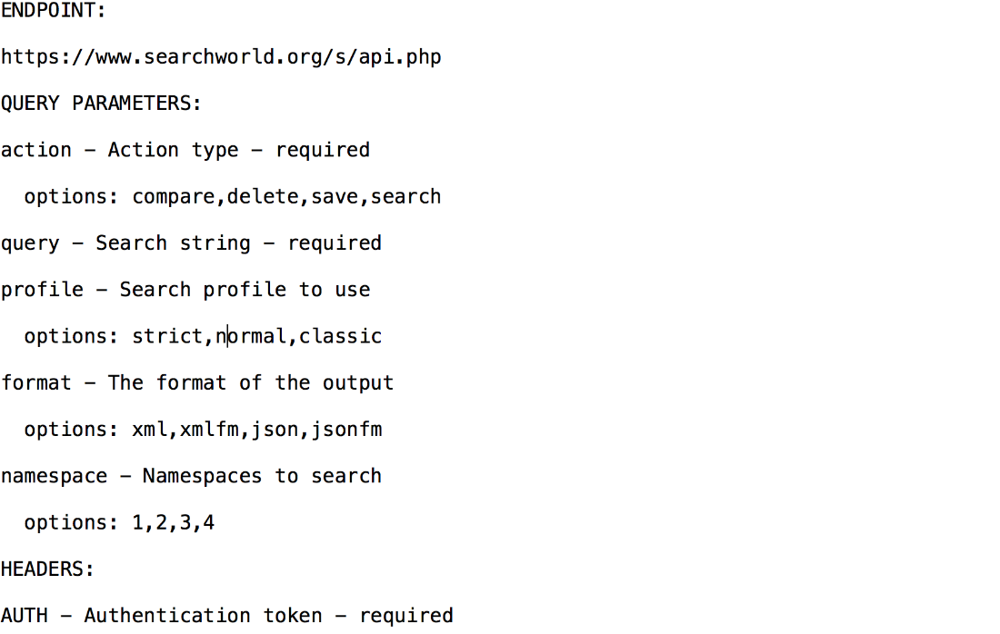 ENDPOINT:
https://www.searchworld.org/s/api.php
QUERY PARAMETERS:
action – Action type – required
  options: compare,delete,save,search
query – Search string – required
profile – Search profile to use
  options: strict,normal,classic
format – The format of the output
  options: xml,xmlfm,json,jsonfm
namespace – Namespaces to search
  options: 1,2,3,4
HEADERS:
AUTH – Authentication token – required